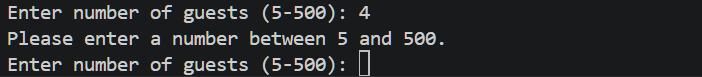 Enter number of guests (5-500): 4
Please enter a number between 5 and 500.
Enter number of guests (5-500):